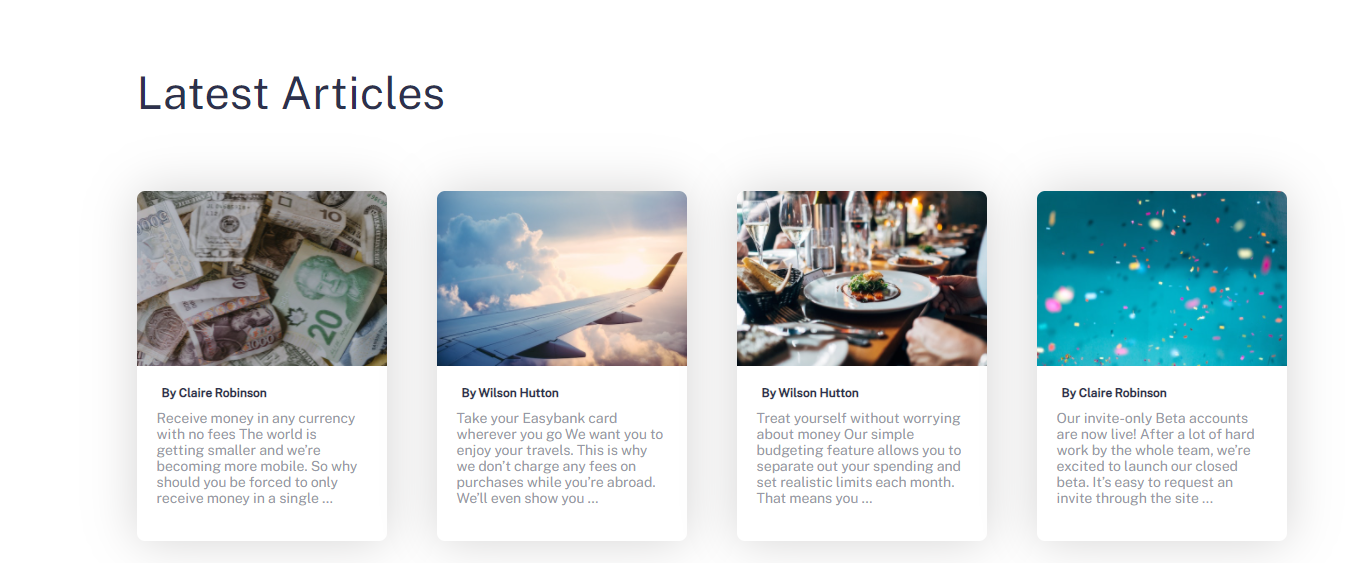 Latest Articles
10
20
By Claire Robinson
Receive money in any currency
with no fees The world is
getting smaller and we're
becoming more mobile. So why
should you be forced to only
receive money in a single ...
By Wilson Hutton
Take your Easybank card
wherever you go We want you to
enjoy your travels. This is why
we don't charge any fees on
purchases while you're abroad.
We'll even show you ...
By Wilson Hutton
Treat yourself without worrying
about money Our simple
budgeting feature allows you to
separate out your spending and
set realistic limits each month.
That means you ...
By Claire Robinson
Our invite-only Beta accounts
are now live! After a lot of hard
work by the whole team, we're
excited to launch our closed
beta. It's easy to request an
invite through the site ...